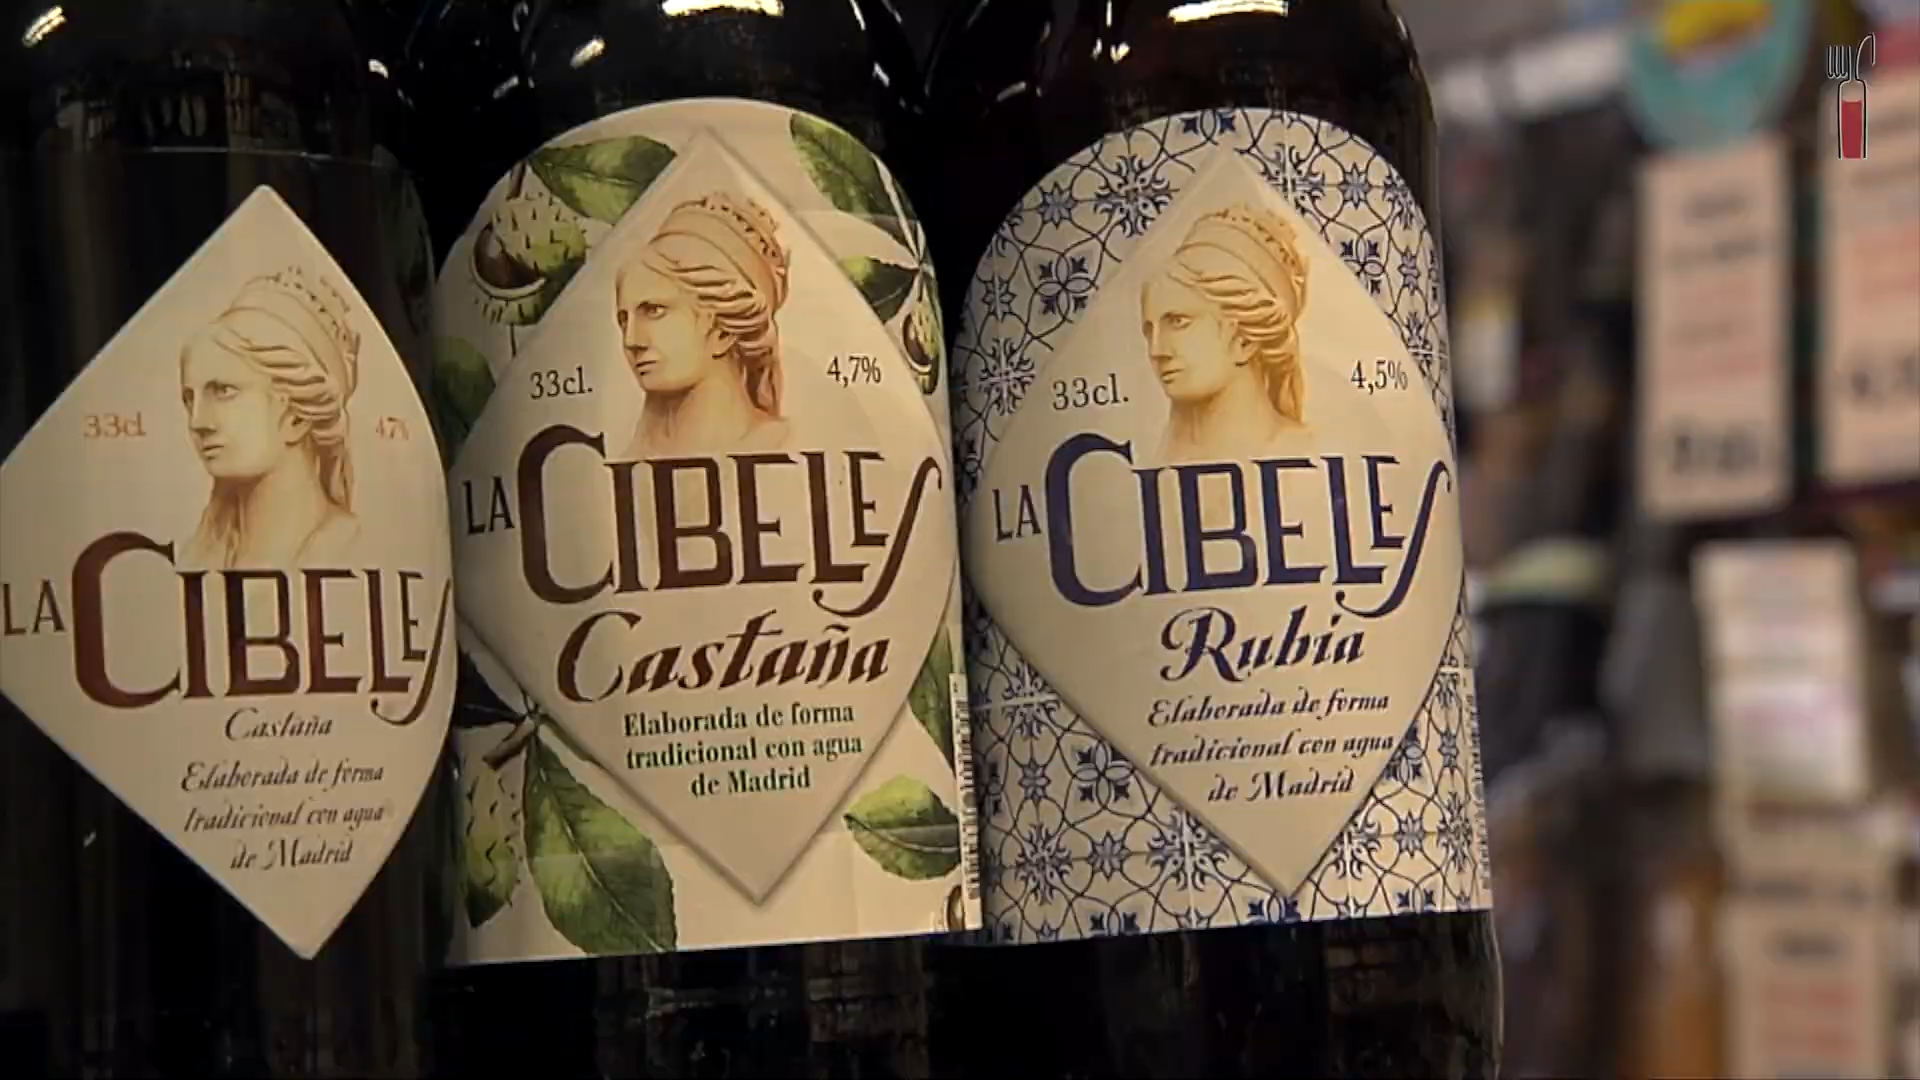 33cl
4,7%
LA CIBELES
Castaña
Elaborada de forma
tradicional con agua
de Madrid
33cl.
4,7%
LA CIBELES
Castaña
Elaborada de forma
tradicional con agua
de Madrid
33cl.
4,5%
LA CIBELES
Rubia
Elaborada de forma
tradicional con agua
de Madrid